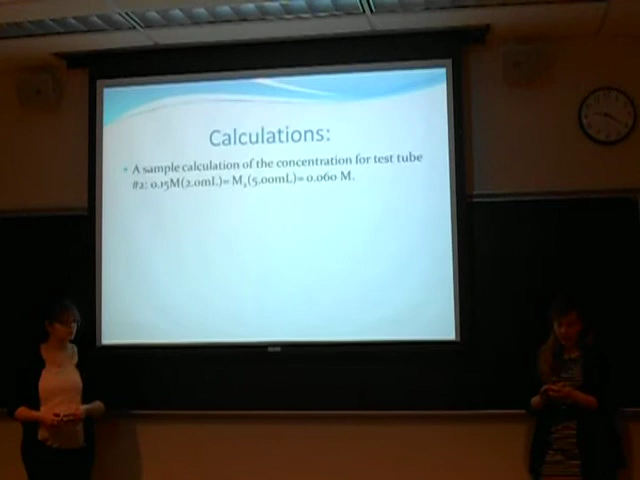 Calculations:
A sample calculation of the concentration for test tube
#2: 0.15M(2.0mL)= M₂(5.00mL)= 0.060 M.